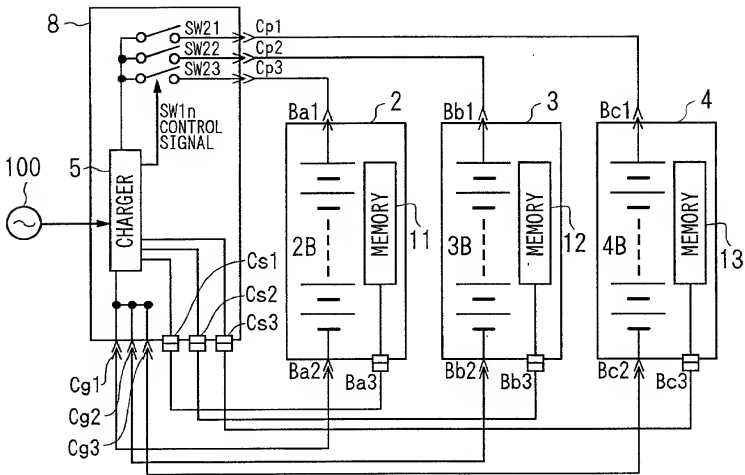 8
SW21
Cp1
SW22
Cp2
SW23
Cp3
SW1n
CONTROL
SIGNAL
5
100
CHARGER
Ba1
2
Bb1
3
Bc1
4
2B
MEMORY
11
3B
MEMORY
12
4B
MEMORY
13
Cs1
Cs2
Cs3
Cg1
Cg2
Cg3
Ba2
Ba3
Bb2
Bb3
Bc2
Bc3